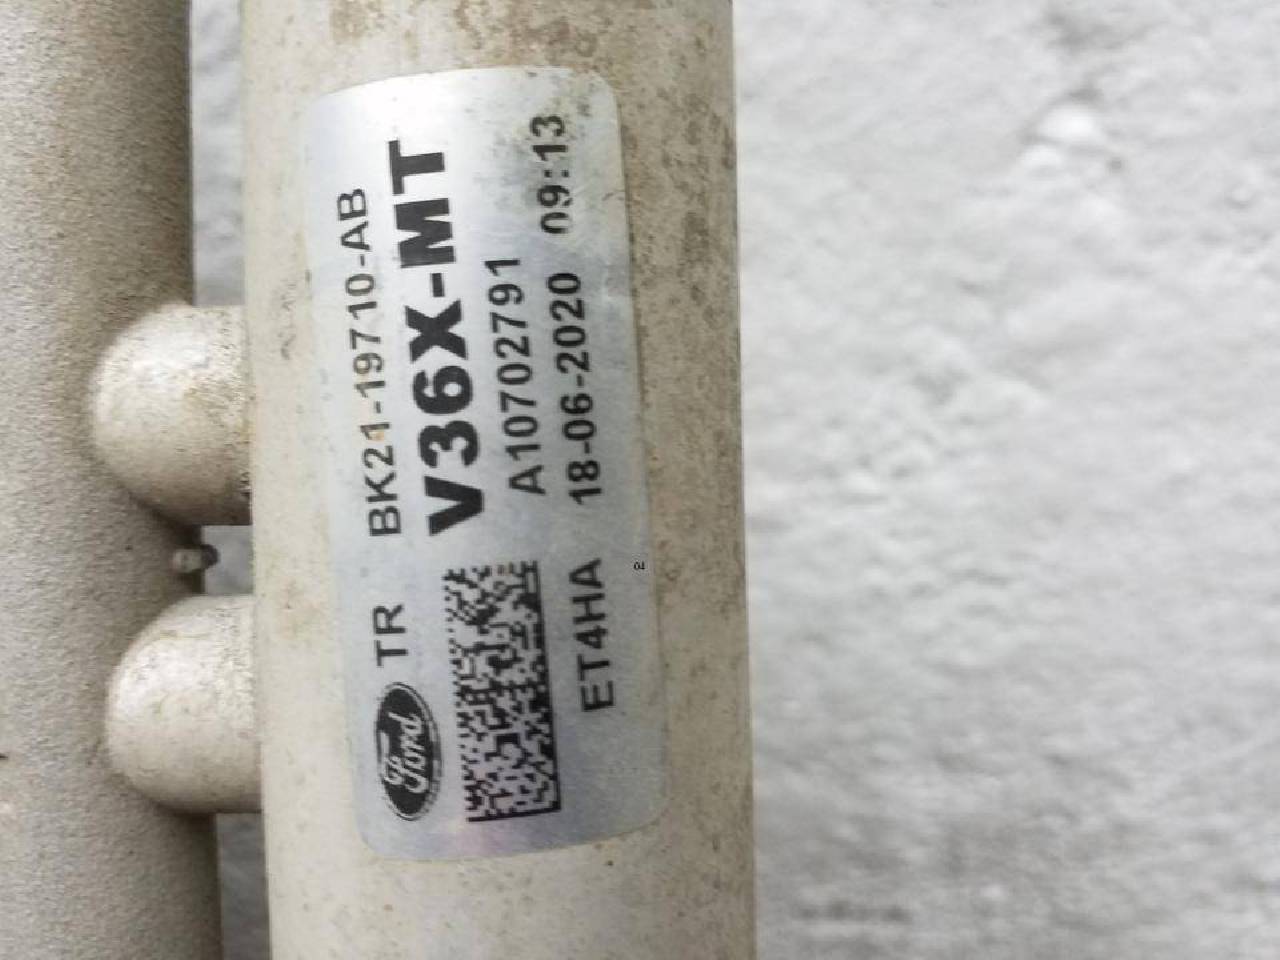 Ford TR BK21-19710-AB
V36X-MT
A10702791
ET4HA 18-06-2020 09:13